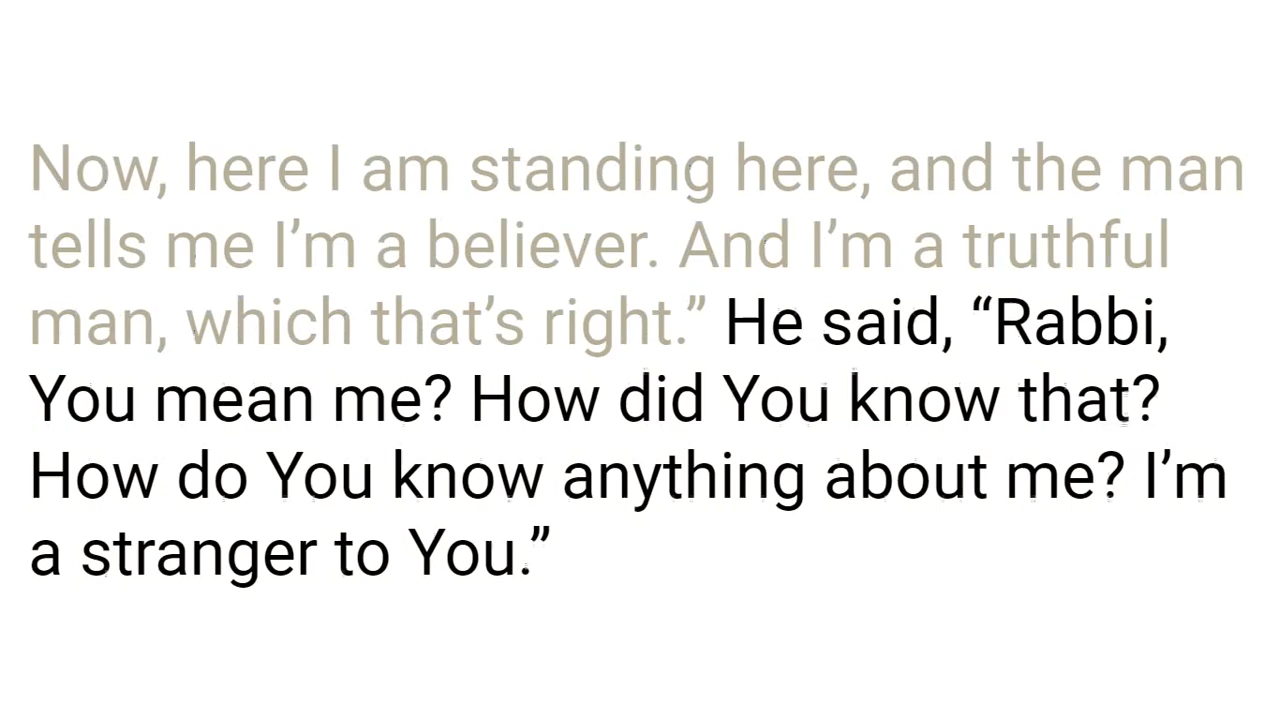 Now, here I am standing here, and the man
tells me I’m a believer. And I’m a truthful
man, which that’s right.” He said, “Rabbi,
You mean me? How did You know that?
How do You know anything about me? I’m
a stranger to You.”